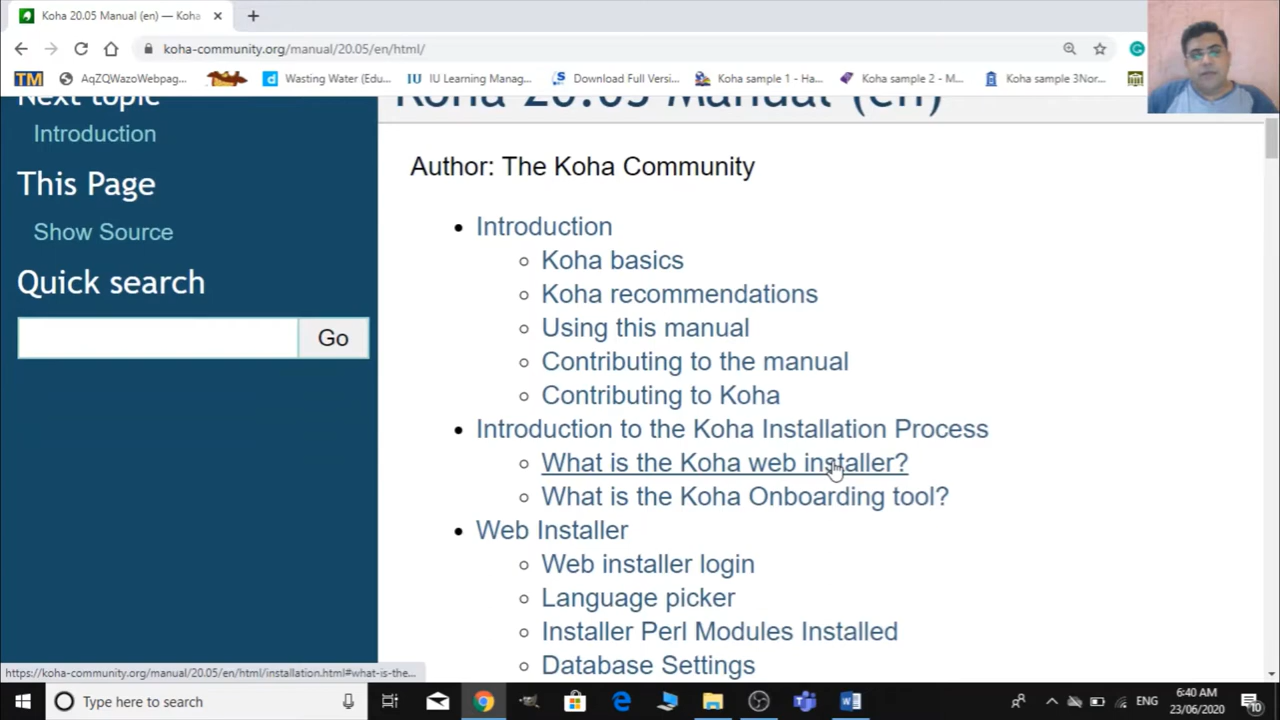 Koha 20.05 Manual (en) — Koha
koha-community.org/manual/20.05/en/html/
TM
AqZQWazoWebpag...
Wasting Water (Edu...
IU Learning Manag...
Download Full Versi...
Koha sample 1 - Ha...
Koha sample 2 - M...
Koha sample 3Nor...
Next topic
Introduction
This Page
Show Source
Quick search
Go
Koha 20.05 Manual (en)
Author: The Koha Community
Introduction
Koha basics
Koha recommendations
Using this manual
Contributing to the manual
Contributing to Koha
Introduction to the Koha Installation Process
What is the Koha web installer?
What is the Koha Onboarding tool?
Web Installer
Web installer login
Language picker
Installer Perl Modules Installed
Database Settings
https://koha-community.org/manual/20.05/en/html/installation.html#what-is-the...
Type here to search
ENG
6:40 AM
23/06/2020
10